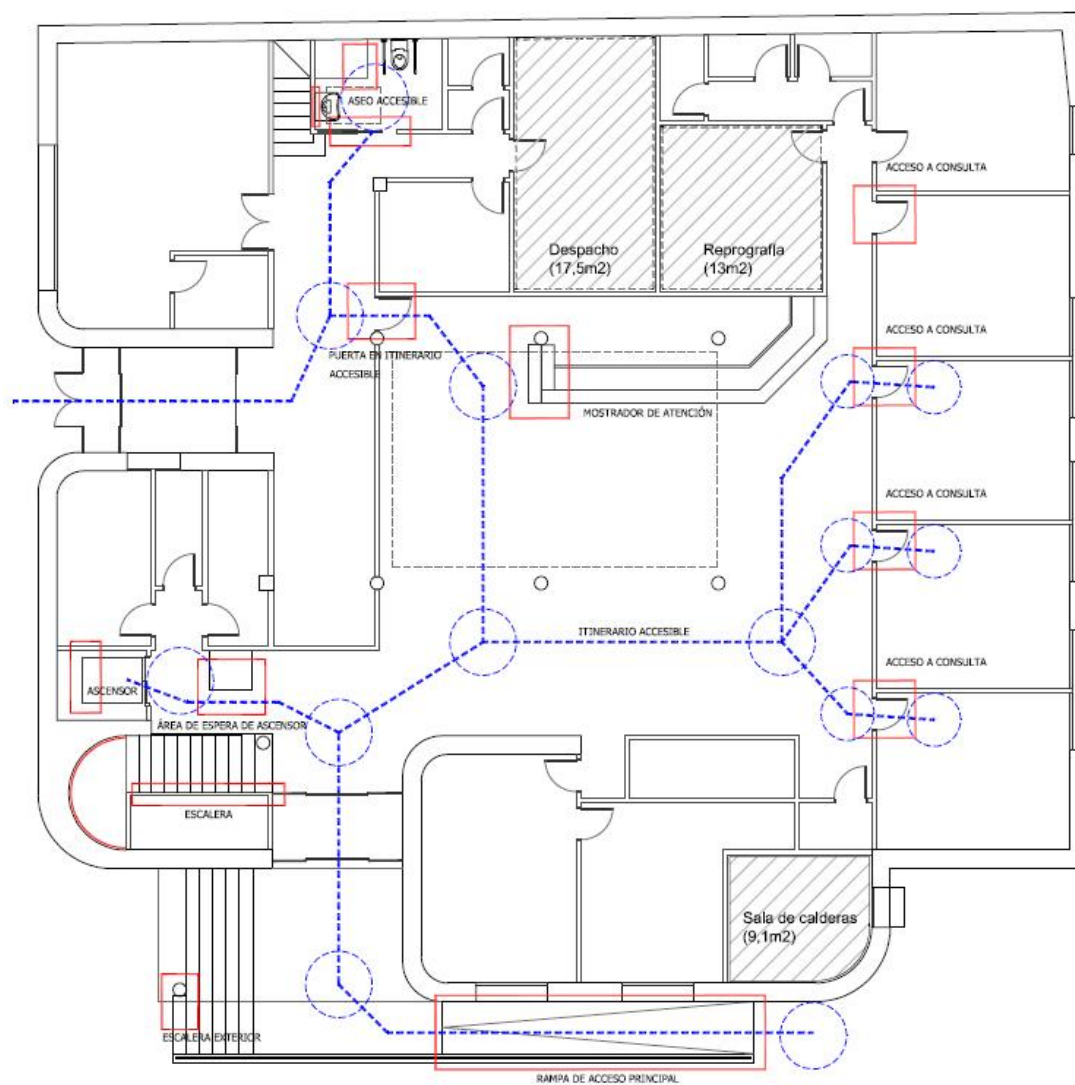 ASEO ACCESIBLE
ACCESO A CONSULTA
Despacho
(17,5m2)
Reprografía
(13m2)
ACCESO A CONSULTA
PUERTA EN ITINERARIO
ACCESIBLE
MOSTRADOR DE ATENCIÓN
ACCESO A CONSULTA
ITINERARIO ACCESIBLE
ACCESO A CONSULTA
ASCENSOR
ÁREA DE ESPERA DE ASCENSOR
ESCALERA
Sala de calderas
(9,1m2)
ESCALERA EXTERIOR
RAMPA DE ACCESO PRINCIPAL